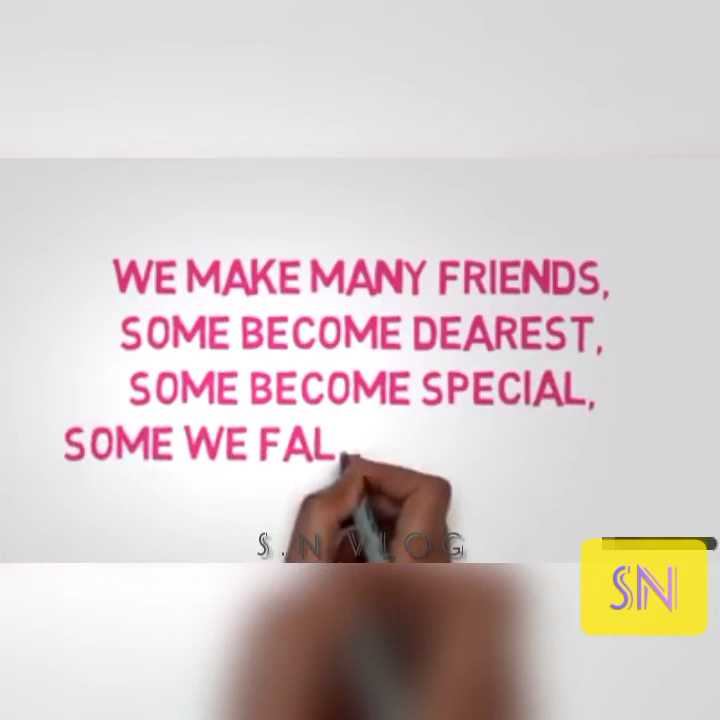 WE MAKE MANY FRIENDS,
SOME BECOME DEAREST,
SOME BECOME SPECIAL,
SOME WE FAL
S.N VLOG
SN